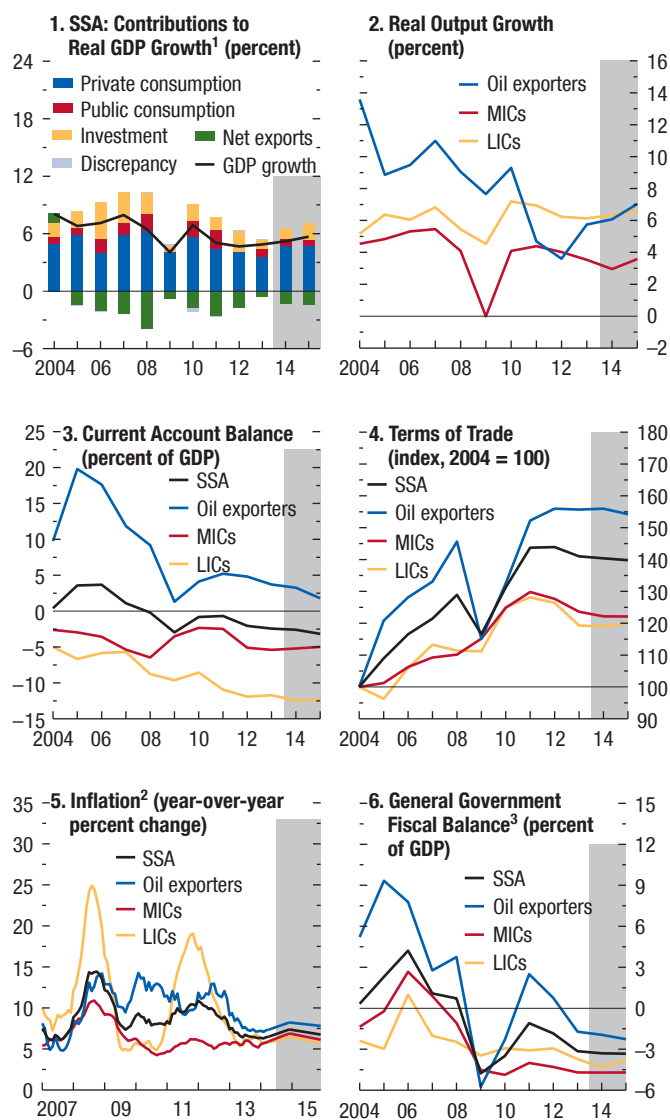 1. SSA: Contributions to
Real GDP Growth¹ (percent)
24
18
12
6
0
–6
Private consumption
Public consumption
Investment
Net exports
Discrepancy
GDP growth
2004 06 08 10 12 14
2. Real Output Growth
(percent)
Oil exporters
MICs
LICs
16
14
12
10
8
6
4
2
0
–2
2004 06 08 10 12 14
3. Current Account Balance
(percent of GDP)
25
20
15
10
5
0
–5
–10
–15
SSA
Oil exporters
MICs
LICs
2004 06 08 10 12 14
4. Terms of Trade
(index, 2004 = 100)
SSA
Oil exporters
MICs
LICs
180
170
160
150
140
130
120
110
100
90
2004 06 08 10 12 14
5. Inflation² (year-over-year
percent change)
35
30
25
20
15
10
5
0
SSA
Oil exporters
MICs
LICs
2007 09 11 13 15
6. General Government
Fiscal Balance³ (percent
of GDP)
SSA
Oil exporters
MICs
LICs
15
12
9
6
3
0
–3
–6
2004 06 08 10 12 14